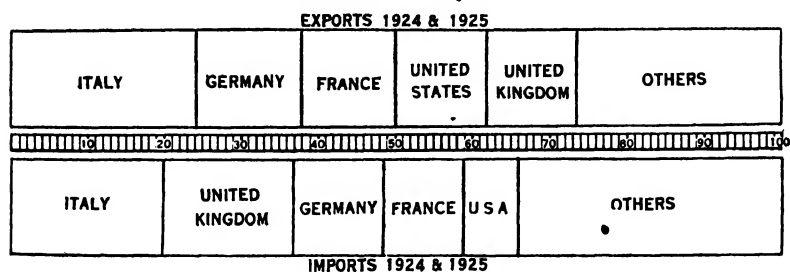 EXPORTS 1924 & 1925
ITALY
GERMANY
FRANCE
UNITED
STATES
UNITED
KINGDOM
OTHERS
10 20 30 40 50 60 70 80 90 100
ITALY
UNITED
KINGDOM
GERMANY
FRANCE
U S A
OTHERS
IMPORTS 1924 & 1925